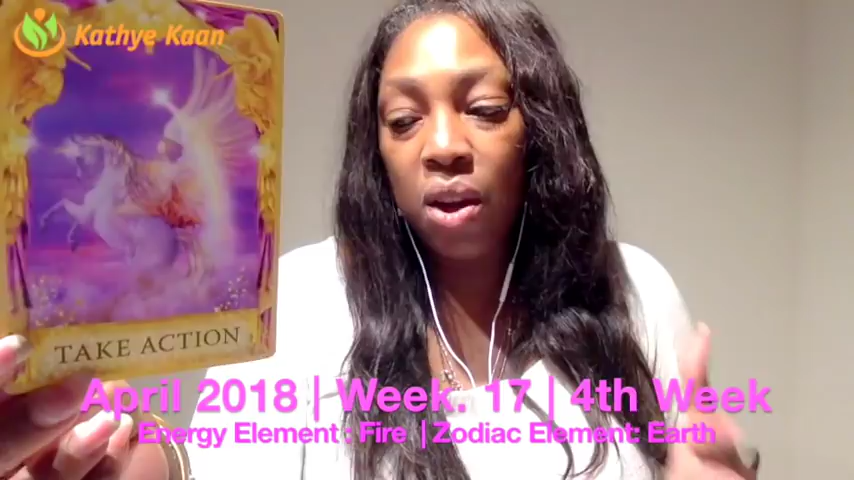 Kathye Kaan
TAKE ACTION
April 2018 | Week. 17 | 4th Week
Energy Element : Fire | Zodiac Element: Earth